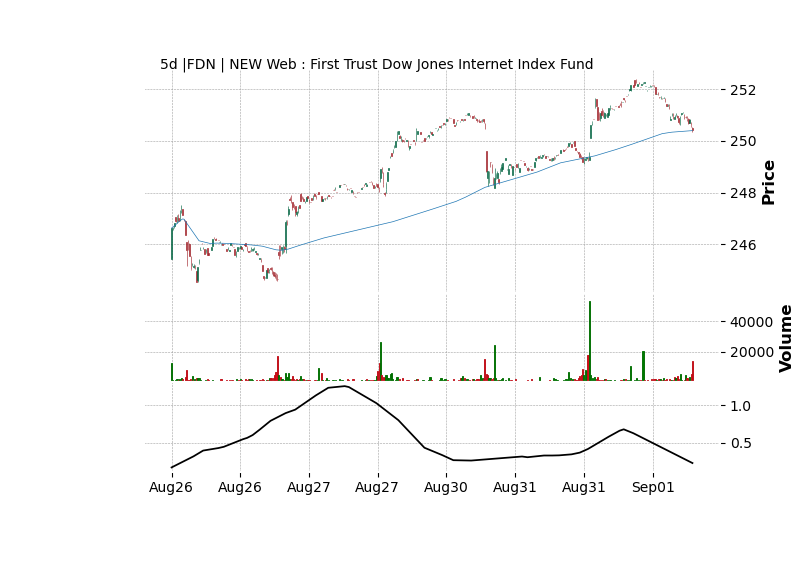 5d |FDN | NEW Web : First Trust Dow Jones Internet Index Fund
252
250
248
246
Price
40000
20000
Volume
1.0
0.5
Aug26 Aug26 Aug27 Aug27 Aug30 Aug31 Aug31 Sep01